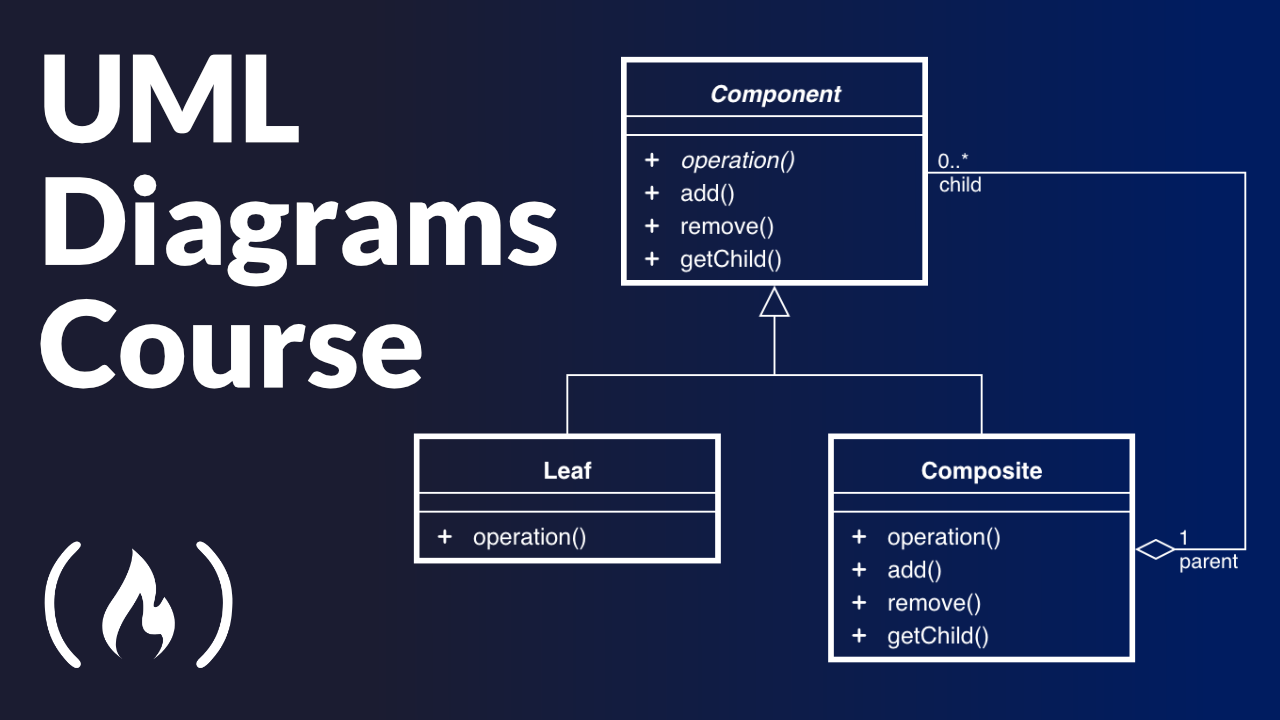 UML
Diagrams
Course
Component
+ operation()
+ add()
+ remove()
+ getChild()
0..*
child
Leaf
+ operation()
Composite
+ operation()
+ add()
+ remove()
+ getChild()
1
parent